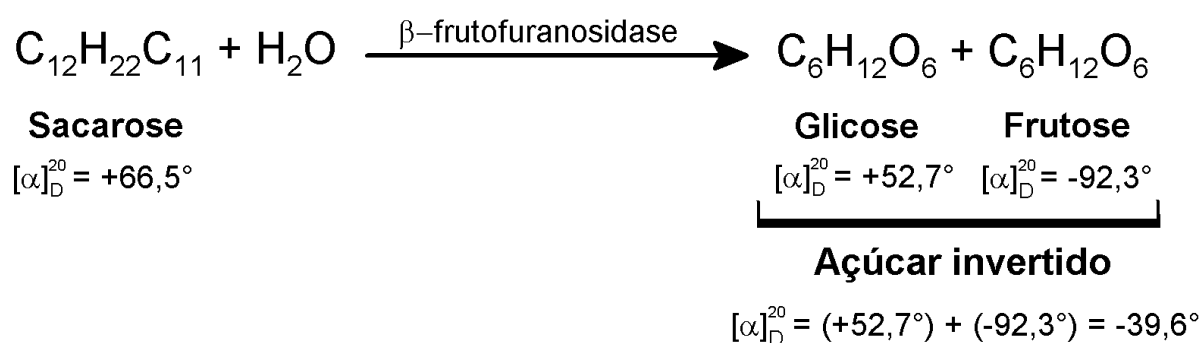 β–frutofuranosidase
C₁₂H₂₂C₁₁ + H₂O C₆H₁₂O₆ + C₆H₁₂O₆
Sacarose Glicose Frutose
[α]²⁰D = +66,5° [α]²⁰D = +52,7° [α]²⁰D = -92,3°
Açúcar invertido
[α]²⁰D = (+52,7°) + (-92,3°) = -39,6°